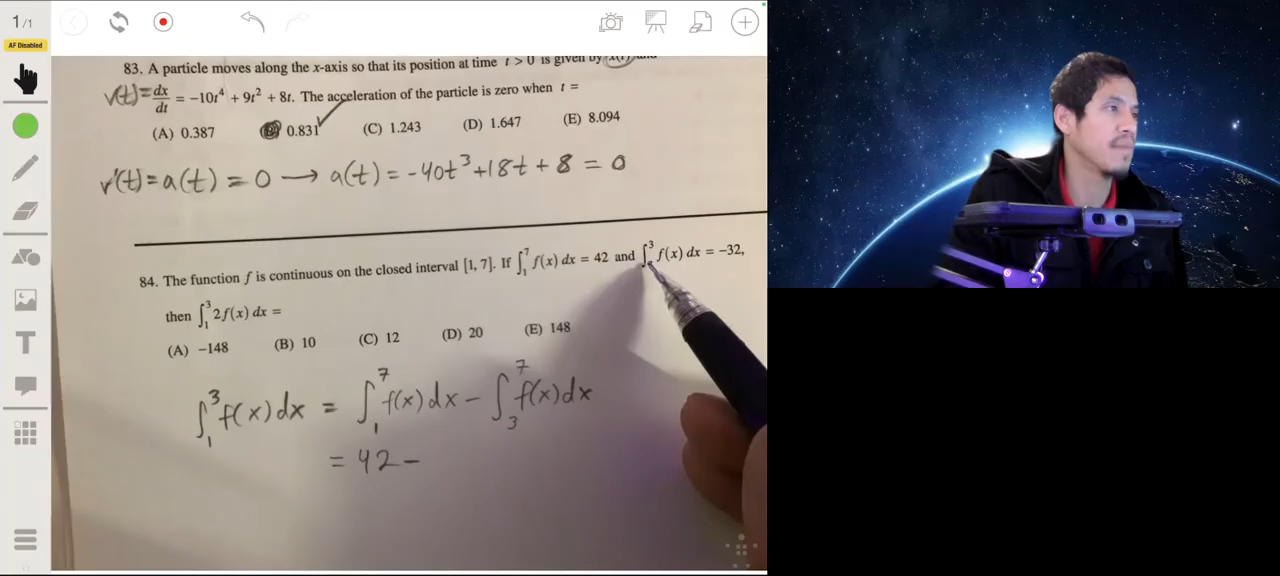 1/1
AF Disabled
83. A particle moves along the x-axis so that its position at time t > 0 is given by x(t) and
v(t) = dx/dt = −10t⁴ + 9t² + 8t. The acceleration of the particle is zero when t =
(A) 0.387 (B) 0.831 (C) 1.243 (D) 1.647 (E) 8.094
v'(t) = a(t) = 0 → a(t) = -40t³ + 18t + 8 = 0
84. The function f is continuous on the closed interval [1, 7]. If ∫₁⁷ f(x) dx = 42 and ∫³ f(x) dx = −32,
then ∫₁³ 2f(x) dx =
(A) −148 (B) 10 (C) 12 (D) 20 (E) 148
∫₁³ f(x) dx = ∫₁⁷ f(x) dx − ∫₃⁷ f(x) dx
= 42 −
T